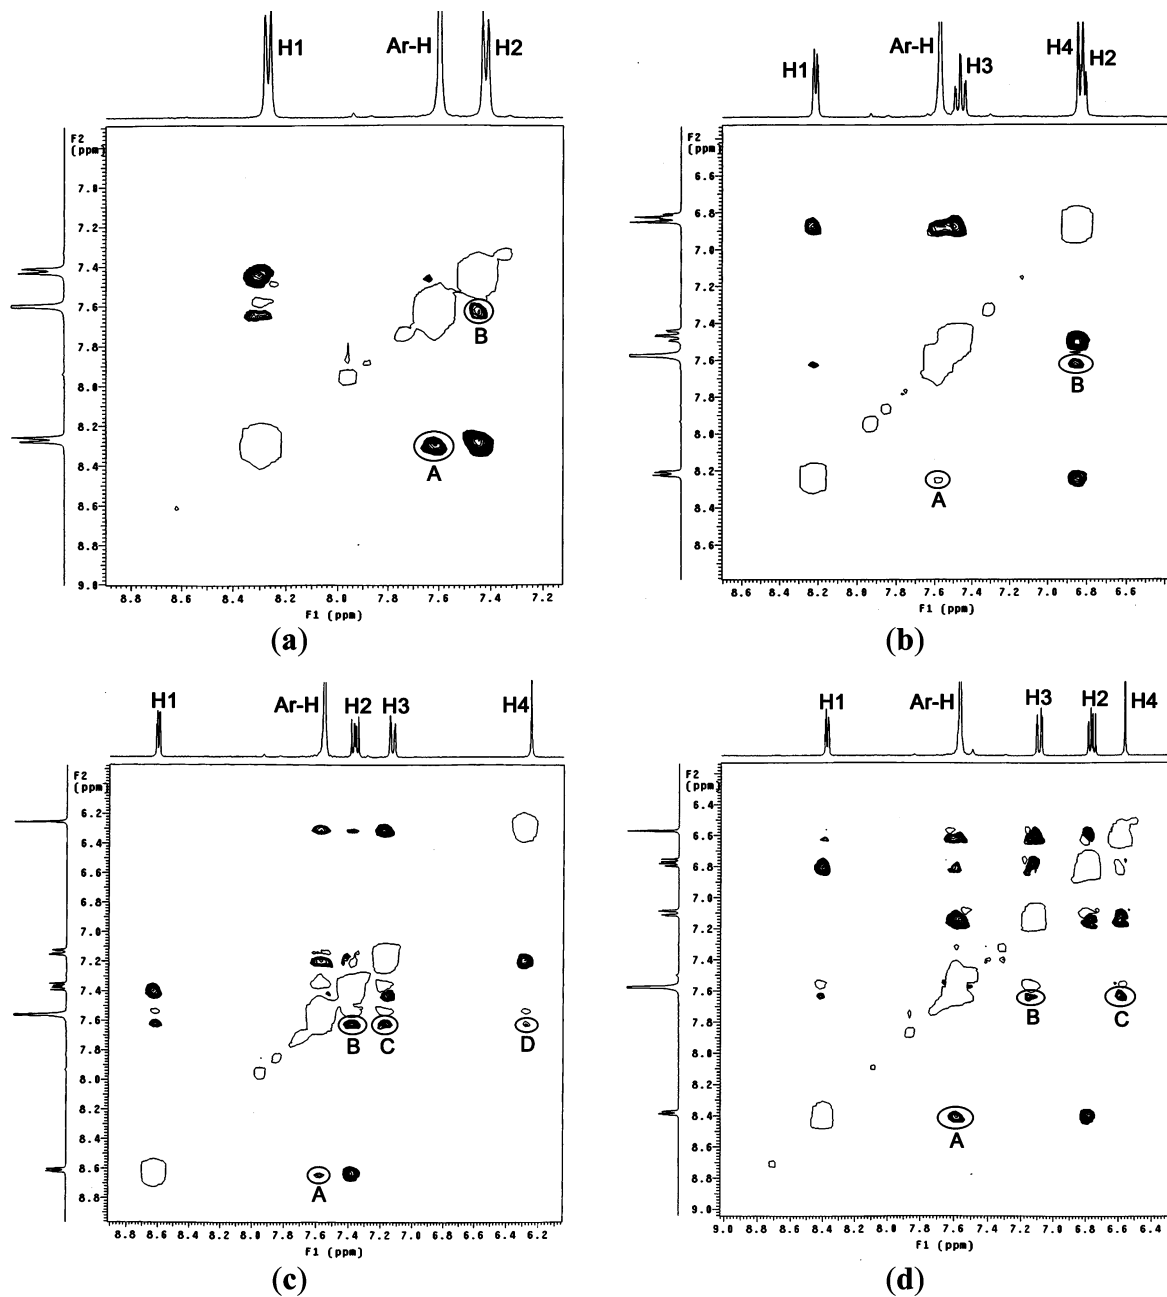 H1 Ar-H H2
F2
(ppm)
7.0
7.2
7.4
7.6
7.8
8.0
8.2
8.4
8.6
8.8
9.0
B
A
8.8 8.6 8.4 8.2 8.0 7.8 7.6 7.4 7.2
F1 (ppm)
(a)
H1 Ar-H H3 H4 H2
F2
(ppm)
6.6
6.8
7.0
7.2
7.4
7.6
7.8
8.0
8.2
8.4
8.6
B
A
8.6 8.4 8.2 8.0 7.8 7.6 7.4 7.2 7.0 6.8 6.6
F1 (ppm)
(b)
H1 Ar-H H2 H3 H4
F2
(ppm)
6.2
6.4
6.6
6.8
7.0
7.2
7.4
7.6
7.8
8.0
8.2
8.4
8.6
8.8
B C D
A
8.8 8.6 8.4 8.2 8.0 7.8 7.6 7.4 7.2 7.0 6.8 6.6 6.4 6.2
F1 (ppm)
(c)
H1 Ar-H H3 H2 H4
F2
(ppm)
6.4
6.6
6.8
7.0
7.2
7.4
7.6
7.8
8.0
8.2
8.4
8.6
8.8
9.0
B C
A
9.0 8.8 8.6 8.4 8.2 8.0 7.8 7.6 7.4 7.2 7.0 6.8 6.6 6.4
F1 (ppm)
(d)